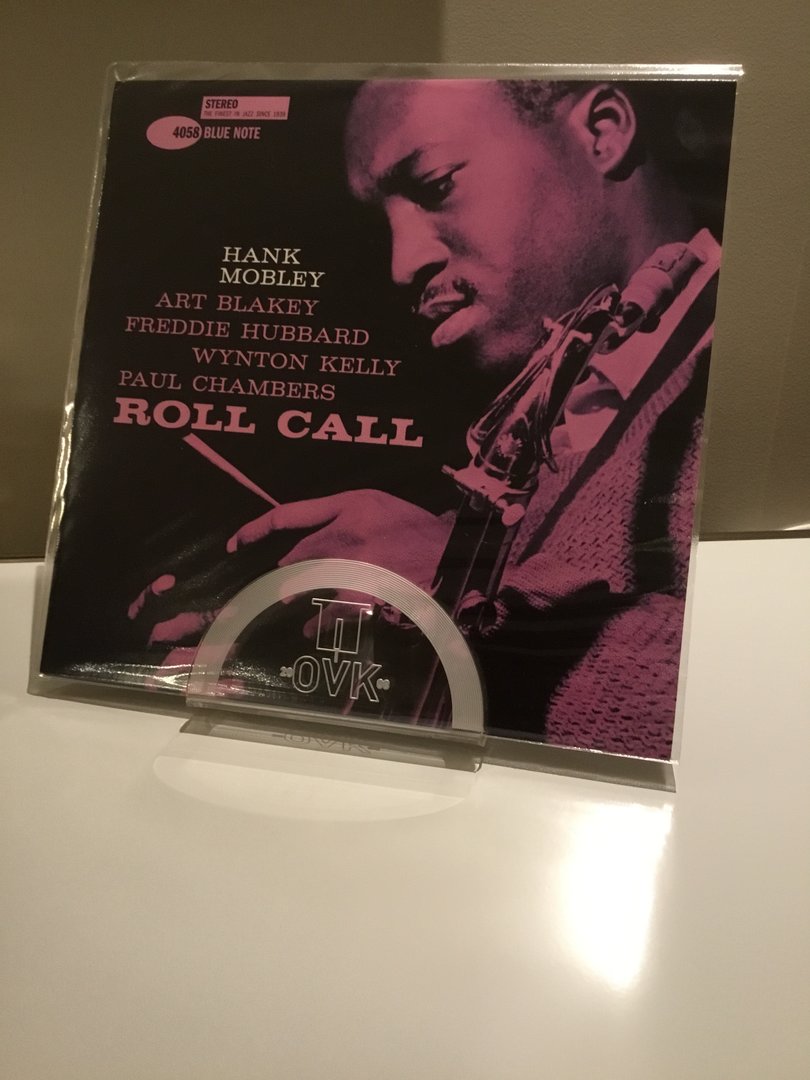 STEREO
THE FINEST IN JAZZ SINCE 1939
4058 BLUE NOTE
HANK
MOBLEY
ART BLAKEY
FREDDIE HUBBARD
WYNTON KELLY
PAUL CHAMBERS
ROLL CALL
OVK